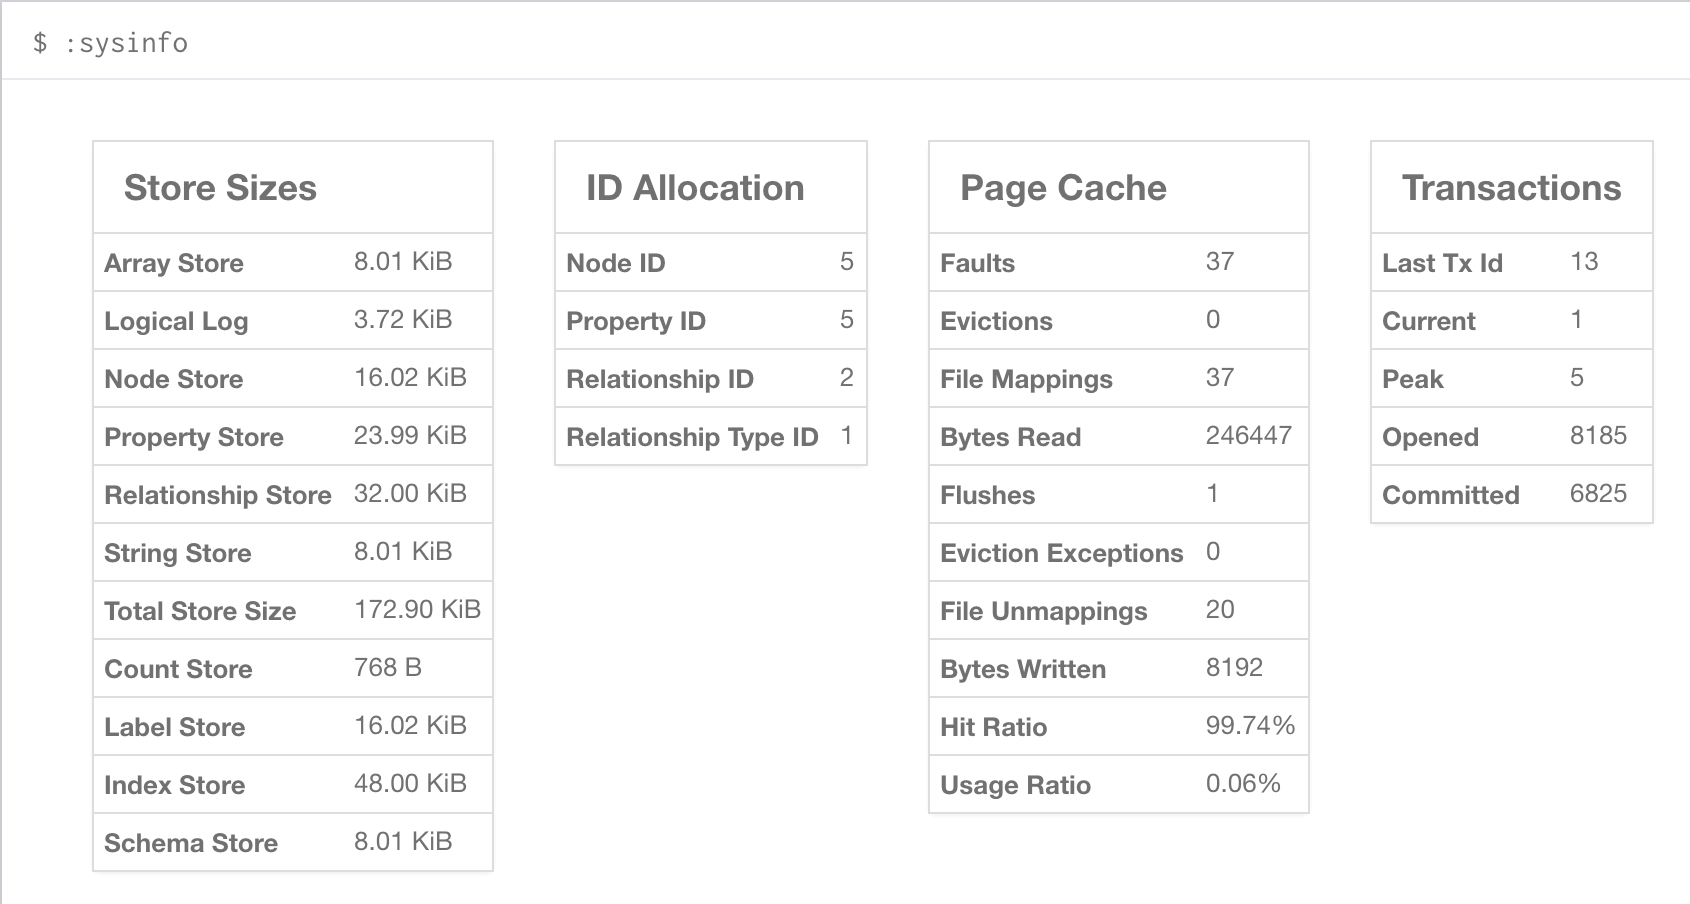 $ :sysinfo
Store Sizes
Array Store 8.01 KiB
Logical Log 3.72 KiB
Node Store 16.02 KiB
Property Store 23.99 KiB
Relationship Store 32.00 KiB
String Store 8.01 KiB
Total Store Size 172.90 KiB
Count Store 768 B
Label Store 16.02 KiB
Index Store 48.00 KiB
Schema Store 8.01 KiB
ID Allocation
Node ID 5
Property ID 5
Relationship ID 2
Relationship Type ID 1
Page Cache
Faults 37
Evictions 0
File Mappings 37
Bytes Read 246447
Flushes 1
Eviction Exceptions 0
File Unmappings 20
Bytes Written 8192
Hit Ratio 99.74%
Usage Ratio 0.06%
Transactions
Last Tx Id 13
Current 1
Peak 5
Opened 8185
Committed 6825